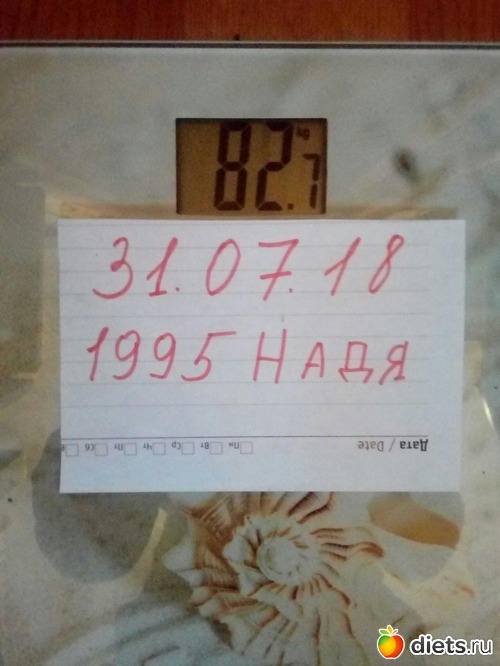 kg
82.7
31.07.18
1995 НАДЯ
Дата / Date
Пн Вт Ср Чт Пт Сб
diets.ru